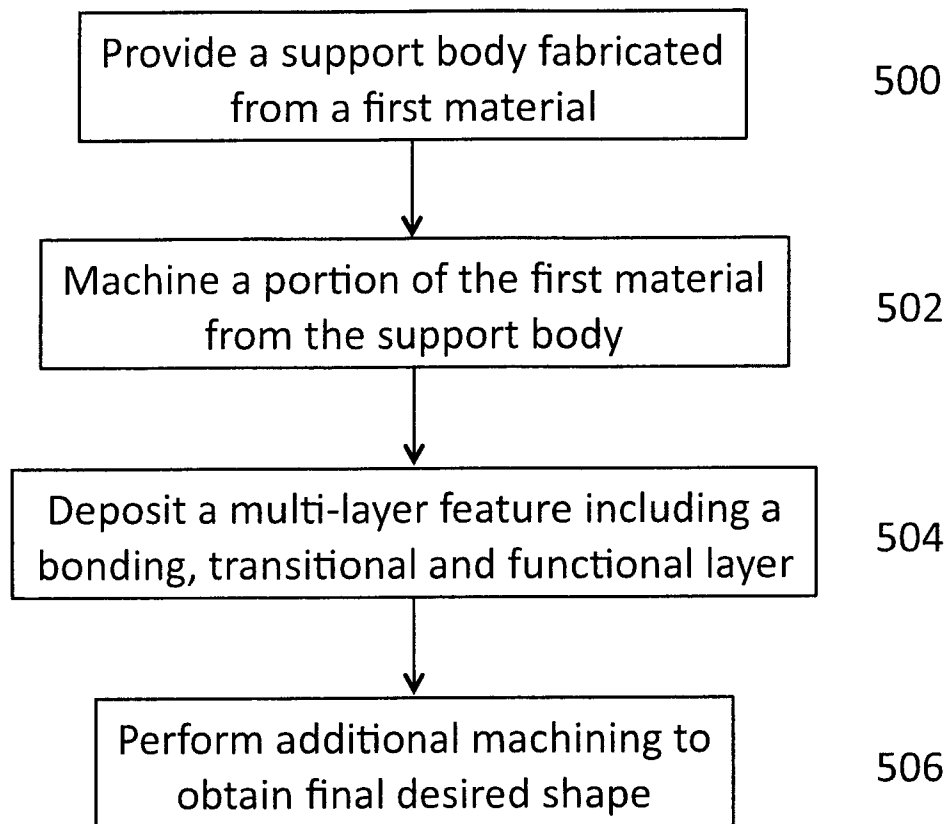 Provide a support body fabricated
from a first material
500
Machine a portion of the first material
from the support body
502
Deposit a multi-layer feature including a
bonding, transitional and functional layer
504
Perform additional machining to
obtain final desired shape
506